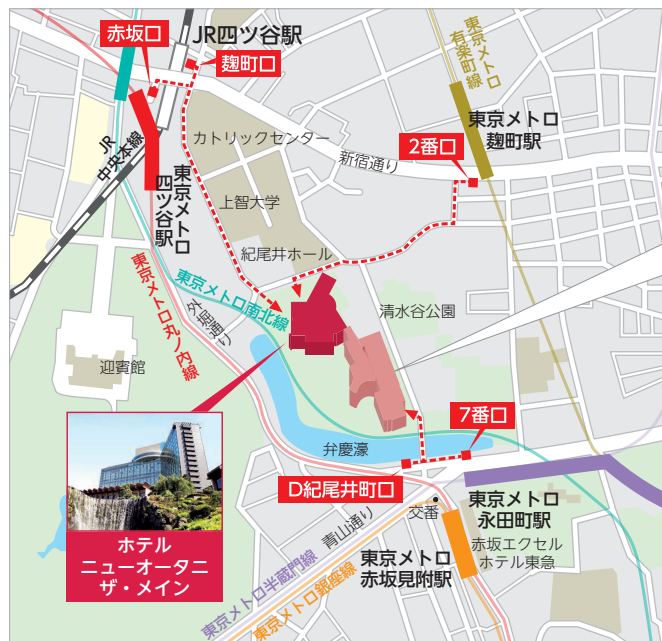 赤坂口
JR四ツ谷駅
麹町口
東京メトロ
有楽町線
東京メトロ
麹町駅
カトリックセンター
新宿通り
2番口
JR
中央本線
東京メトロ
四ツ谷駅
上智大学
紀尾井ホール
東京メトロ南北線
東京メトロ丸ノ内線
外堀通り
清水谷公園
迎賓館
弁慶濠
7番口
D紀尾井町口
ホテル
ニューオータニ
ザ・メイン
青山通り
交番
東京メトロ
永田町駅
赤坂エクセル
ホテル東急
東京メトロ
赤坂見附駅
東京メトロ半蔵門線
東京メトロ銀座線